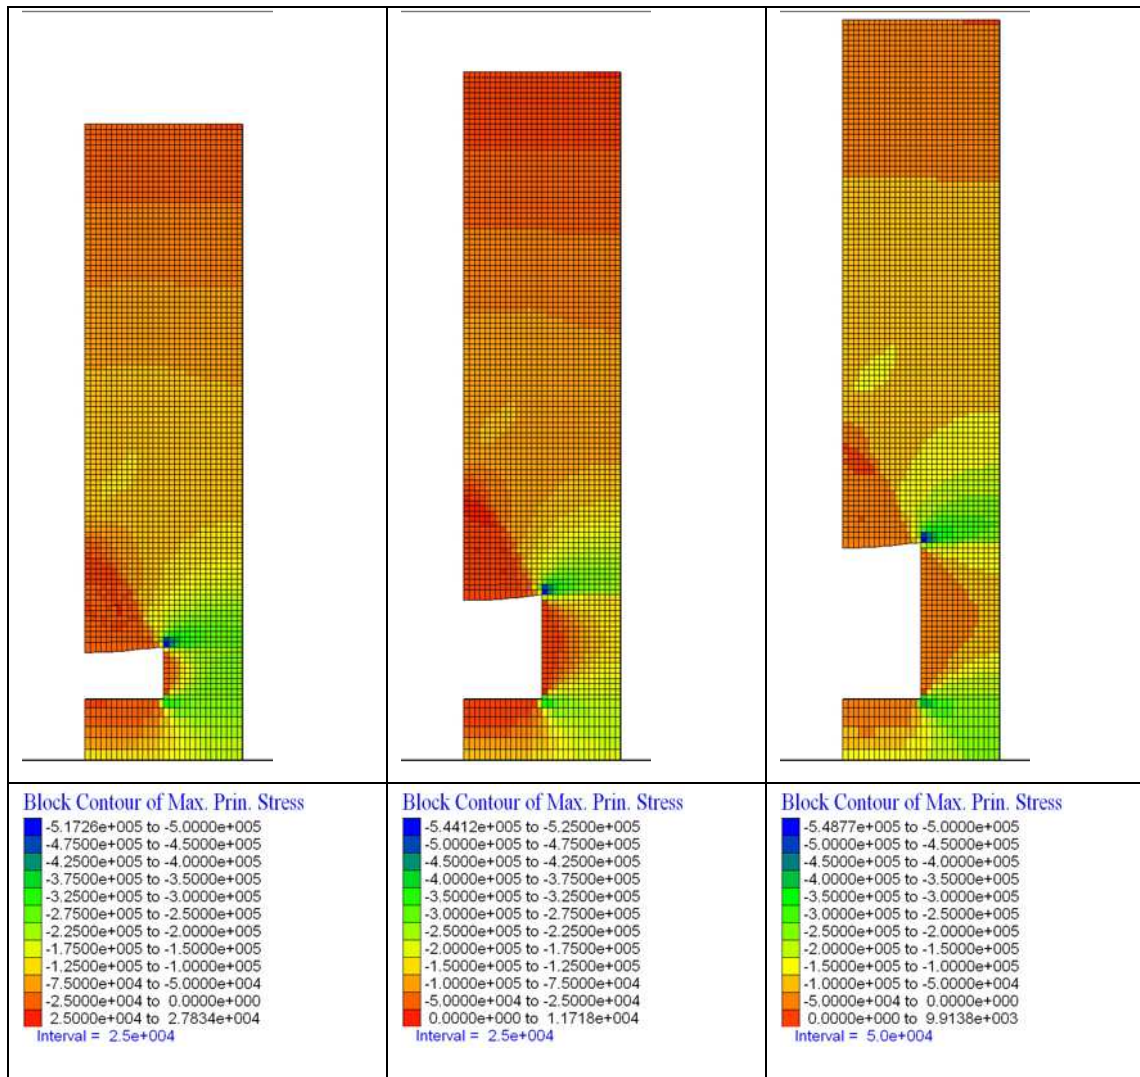 Block Contour of Max. Prin. Stress
-5.1726e+005 to -5.0000e+005
-4.7500e+005 to -4.5000e+005
-4.2500e+005 to -4.0000e+005
-3.7500e+005 to -3.5000e+005
-3.2500e+005 to -3.0000e+005
-2.7500e+005 to -2.5000e+005
-2.2500e+005 to -2.0000e+005
-1.7500e+005 to -1.5000e+005
-1.2500e+005 to -1.0000e+005
-7.5000e+004 to -5.0000e+004
-2.5000e+004 to 0.0000e+000
2.5000e+004 to 2.7834e+004
Interval = 2.5e+004
Block Contour of Max. Prin. Stress
-5.4412e+005 to -5.2500e+005
-5.0000e+005 to -4.7500e+005
-4.5000e+005 to -4.2500e+005
-4.0000e+005 to -3.7500e+005
-3.5000e+005 to -3.2500e+005
-3.0000e+005 to -2.7500e+005
-2.5000e+005 to -2.2500e+005
-2.0000e+005 to -1.7500e+005
-1.5000e+005 to -1.2500e+005
-1.0000e+005 to -7.5000e+004
-5.0000e+004 to -2.5000e+004
0.0000e+000 to 1.1718e+004
Interval = 2.5e+004
Block Contour of Max. Prin. Stress
-5.4877e+005 to -5.0000e+005
-5.0000e+005 to -4.5000e+005
-4.5000e+005 to -4.0000e+005
-4.0000e+005 to -3.5000e+005
-3.5000e+005 to -3.0000e+005
-3.0000e+005 to -2.5000e+005
-2.5000e+005 to -2.0000e+005
-2.0000e+005 to -1.5000e+005
-1.5000e+005 to -1.0000e+005
-1.0000e+005 to -5.0000e+004
-5.0000e+004 to 0.0000e+000
0.0000e+000 to 9.9138e+003
Interval = 5.0e+004